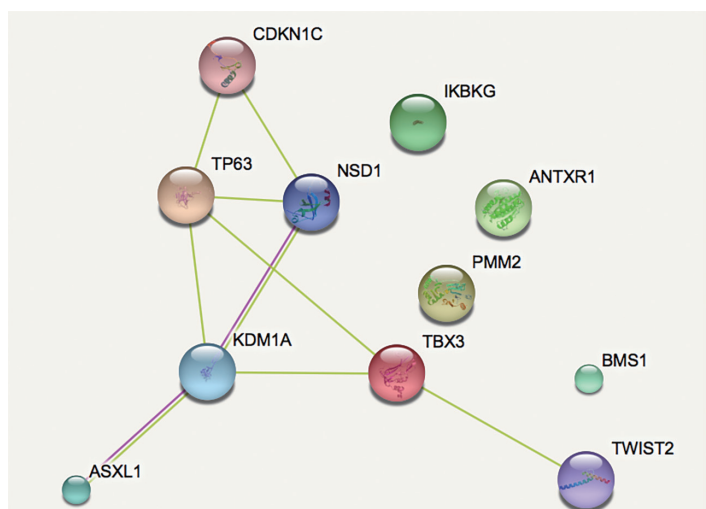 CDKN1C
IKBKG
TP63
NSD1
ANTXR1
PMM2
KDM1A
TBX3
BMS1
TWIST2
ASXL1